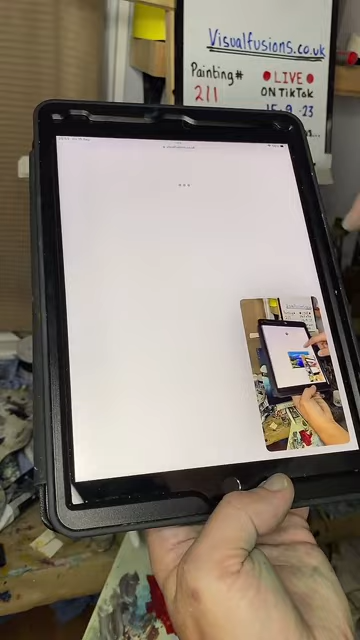 Visualfusions.co.uk
Painting#
211
LIVE
ON TIKTOK
15·9·23